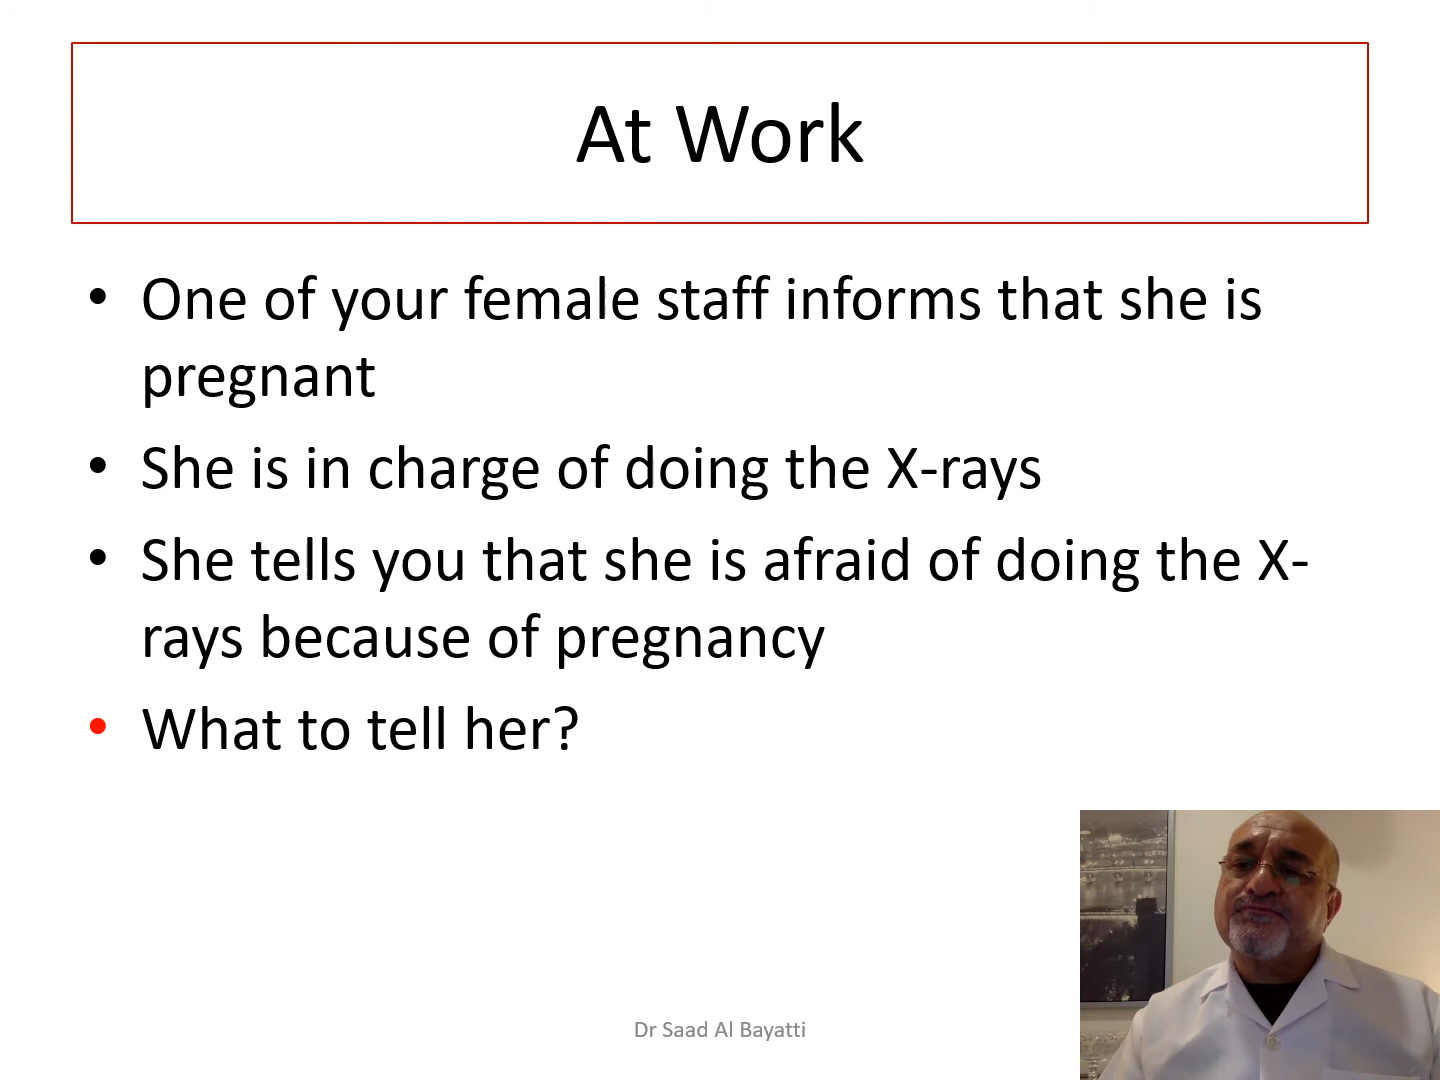 At Work
• One of your female staff informs that she is
pregnant
• She is in charge of doing the X-rays
• She tells you that she is afraid of doing the X-
rays because of pregnancy
• What to tell her?
Dr Saad Al Bayatti